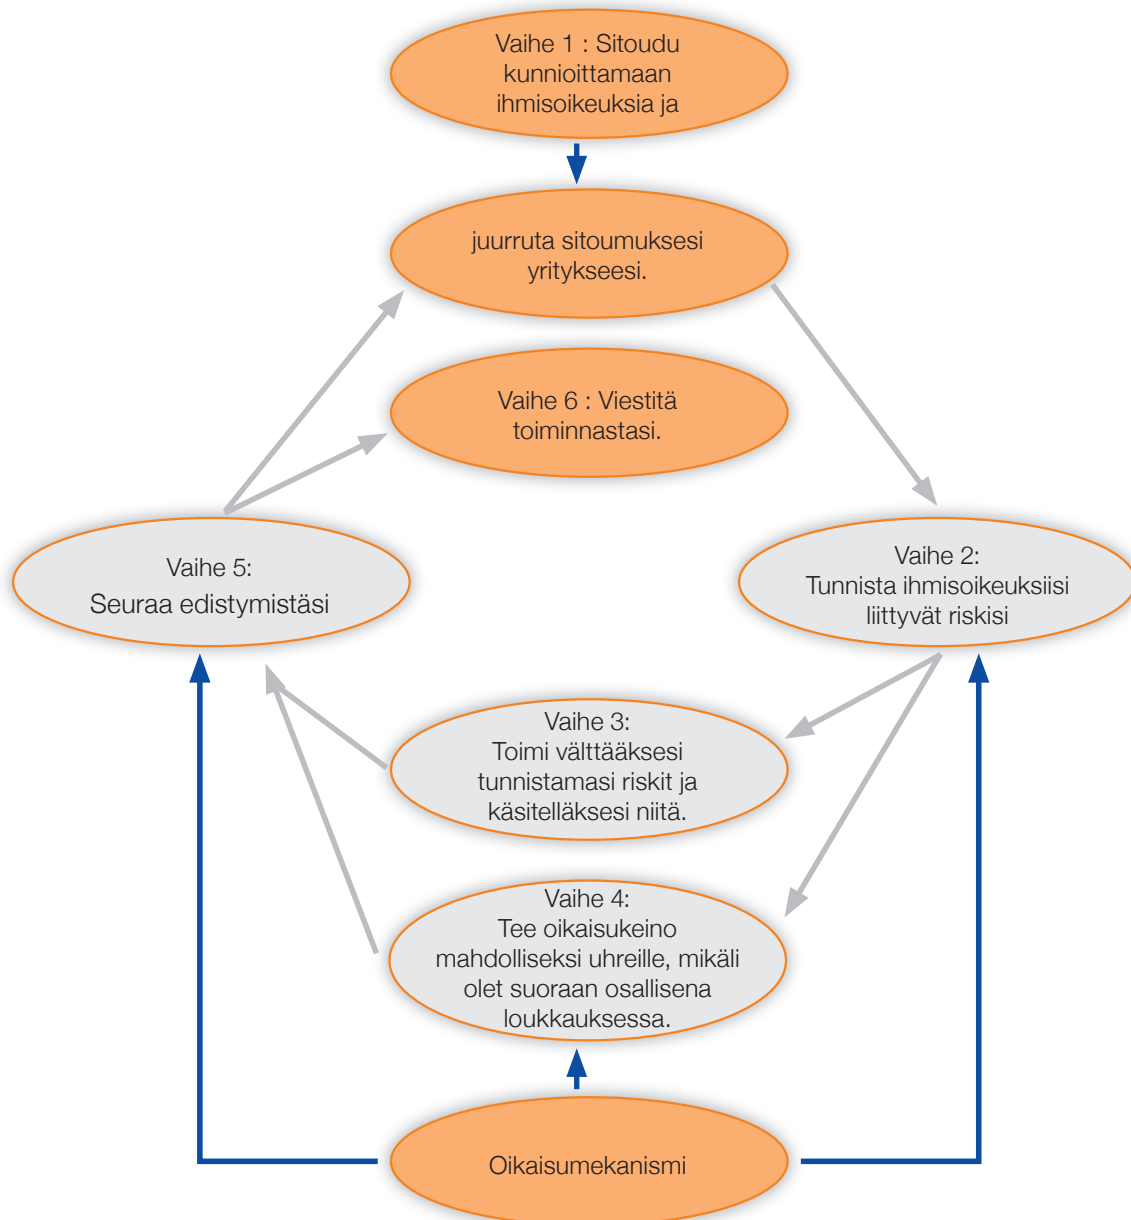 Vaihe 1 : Sitoudu
kunnioittamaan
ihmisoikeuksia ja
juurruta sitoumuksesi
yritykseesi.
Vaihe 6 : Viestitä
toiminnastasi.
Vaihe 5:
Seuraa edistymistäsi
Vaihe 2:
Tunnista ihmisoikeuksiisi
liittyvät riskisi
Vaihe 3:
Toimi välttääksesi
tunnistamasi riskit ja
käsitelläksesi niitä.
Vaihe 4:
Tee oikaisukeino
mahdolliseksi uhreille, mikäli
olet suoraan osallisena
loukkauksessa.
Oikaisumekanismi